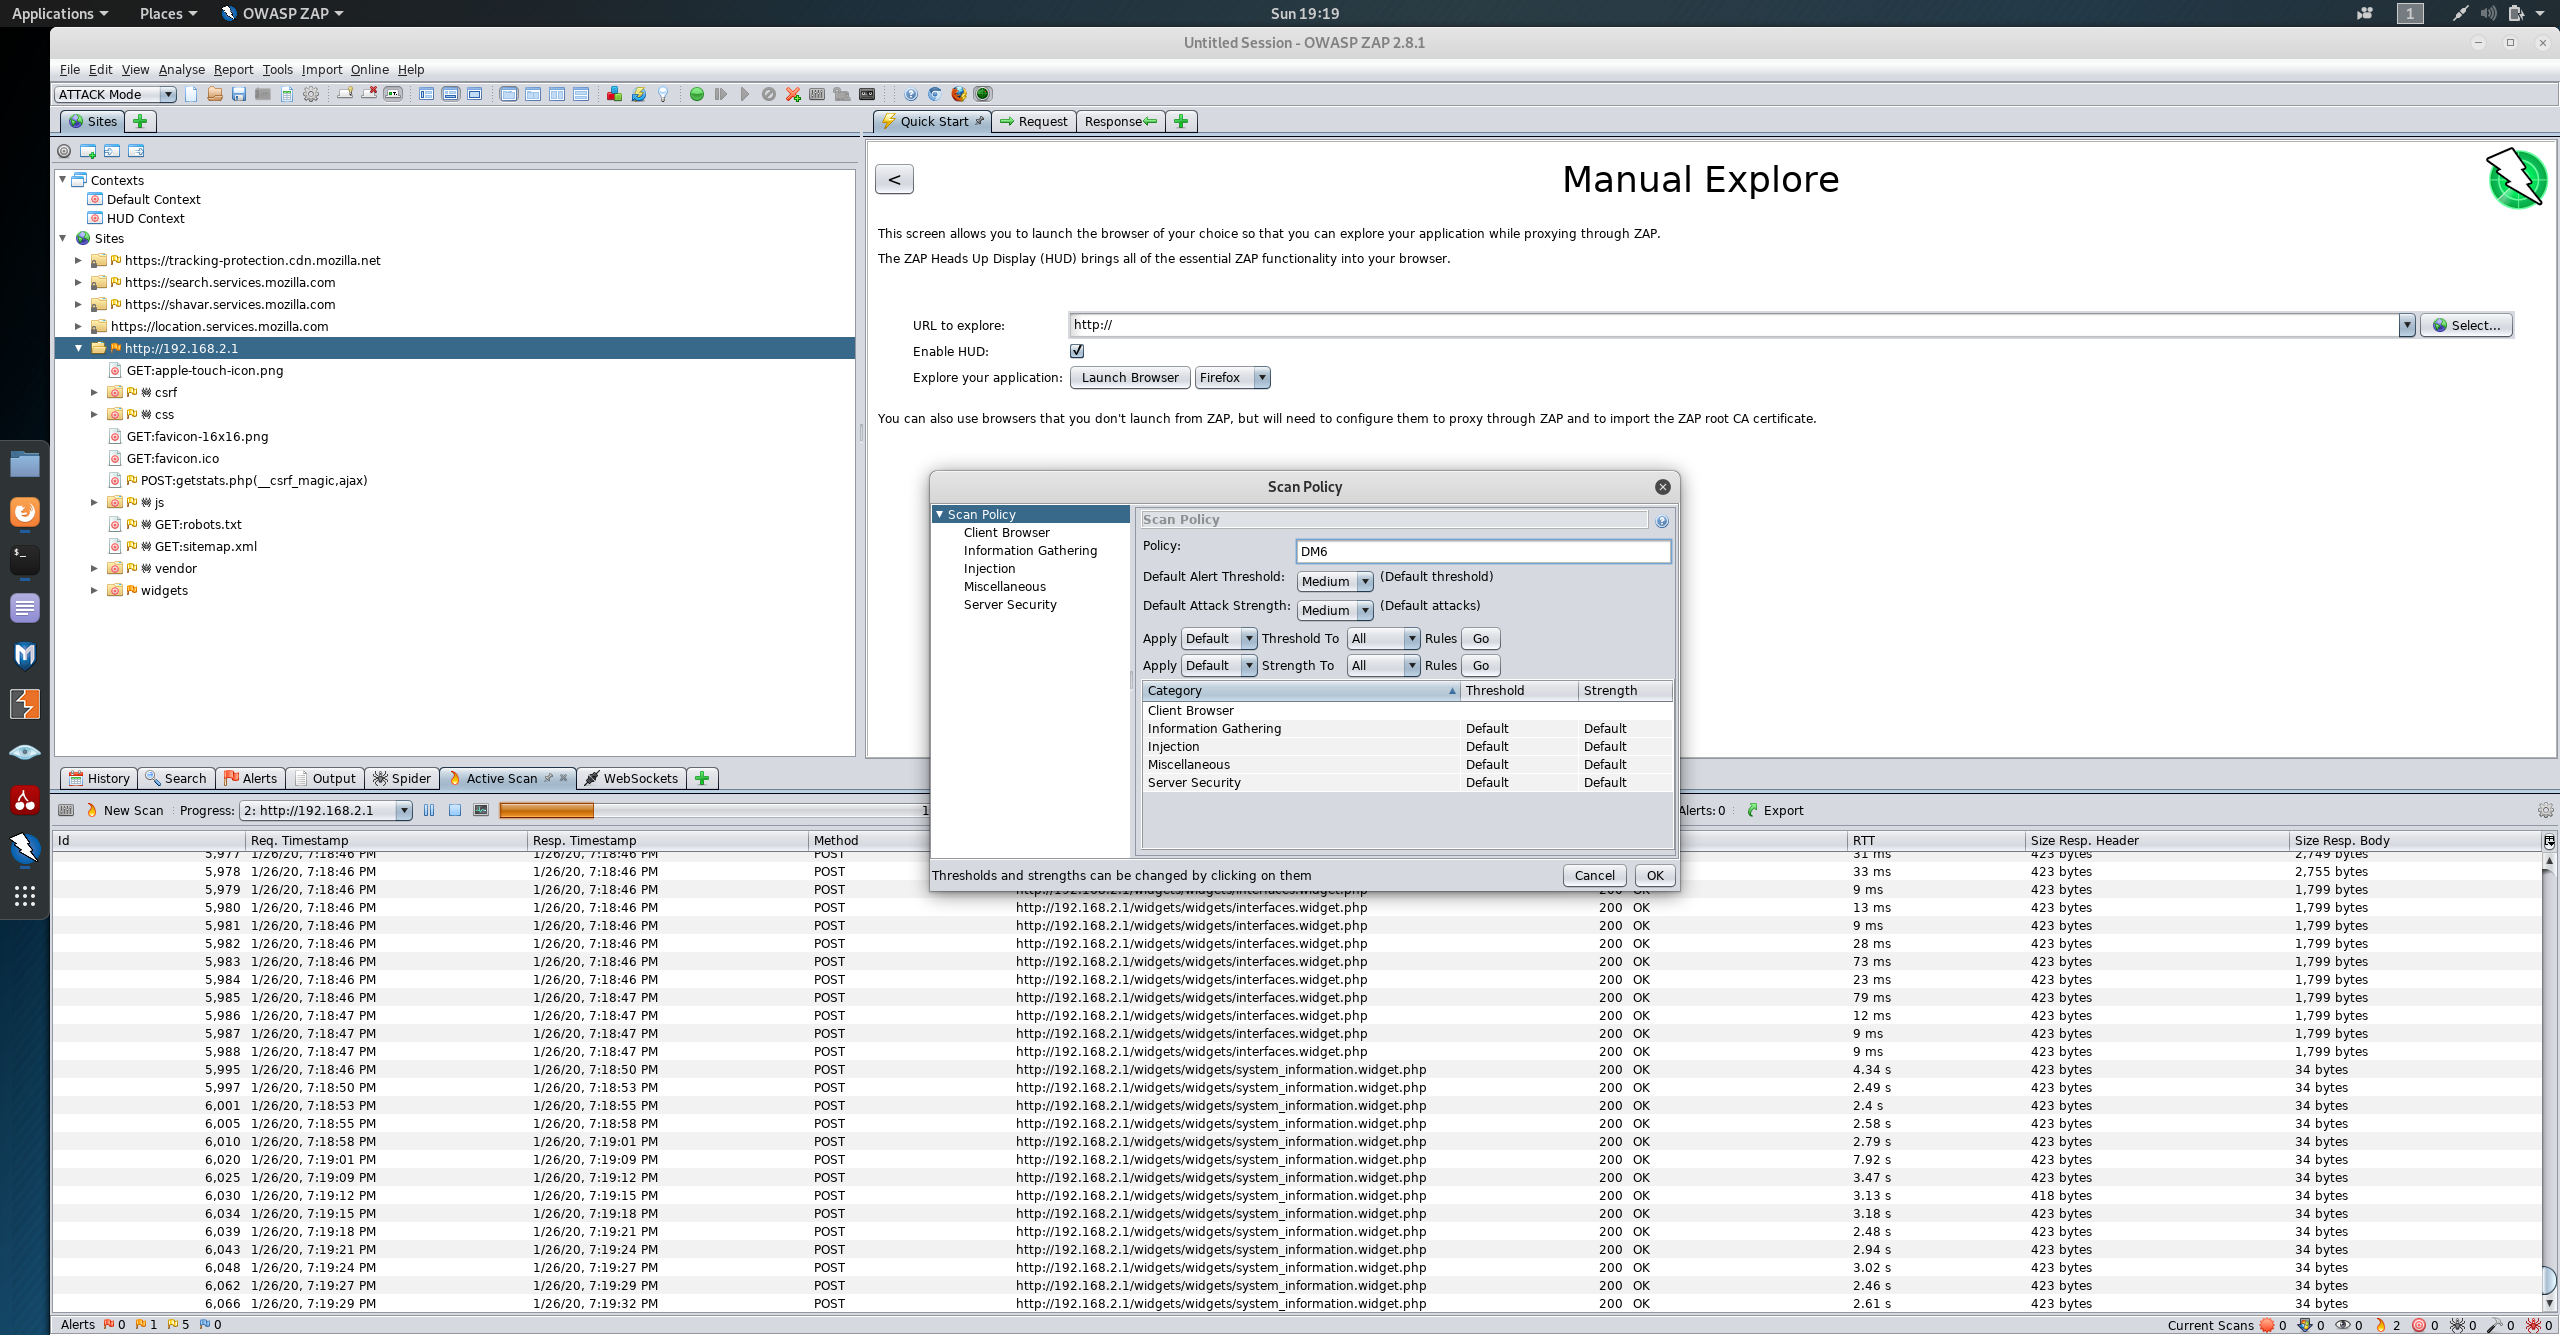 Applications Places OWASP ZAP Sun 19:19 1
Untitled Session - OWASP ZAP 2.8.1
File Edit View Analyse Report Tools Import Online Help
ATTACK Mode
Sites
Quick Start Request Response
Contexts
Default Context
HUD Context
Sites
https://tracking-protection.cdn.mozilla.net
https://search.services.mozilla.com
https://shavar.services.mozilla.com
https://location.services.mozilla.com
http://192.168.2.1
GET:apple-touch-icon.png
csrf
css
GET:favicon-16x16.png
GET:favicon.ico
POST:getstats.php(__csrf_magic,ajax)
js
GET:robots.txt
GET:sitemap.xml
vendor
widgets
<
Manual Explore
This screen allows you to launch the browser of your choice so that you can explore your application while proxying through ZAP.
The ZAP Heads Up Display (HUD) brings all of the essential ZAP functionality into your browser.
URL to explore: http:// Select...
Enable HUD:
Explore your application: Launch Browser Firefox
You can also use browsers that you don't launch from ZAP, but will need to configure them to proxy through ZAP and to import the ZAP root CA certificate.
Scan Policy
Scan Policy
Client Browser
Information Gathering
Injection
Miscellaneous
Server Security
Scan Policy
Policy: DM6
Default Alert Threshold: Medium (Default threshold)
Default Attack Strength: Medium (Default attacks)
Apply Default Threshold To All Rules Go
Apply Default Strength To All Rules Go
Category Threshold Strength
Client Browser
Information Gathering Default Default
Injection Default Default
Miscellaneous Default Default
Server Security Default Default
Thresholds and strengths can be changed by clicking on them Cancel OK
History Search Alerts Output Spider Active Scan WebSockets
New Scan Progress: 2: http://192.168.2.1 1 Alerts: 0 Export
Id Req. Timestamp Resp. Timestamp Method RTT Size Resp. Header Size Resp. Body
5,977 1/26/20, 7:18:46 PM 1/26/20, 7:18:46 PM POST 31 ms 423 bytes 2,749 bytes
5,978 1/26/20, 7:18:46 PM 1/26/20, 7:18:46 PM POST 33 ms 423 bytes 2,755 bytes
5,979 1/26/20, 7:18:46 PM 1/26/20, 7:18:46 PM POST http://192.168.2.1/widgets/widgets/interfaces.widget.php 200 OK 9 ms 423 bytes 1,799 bytes
5,980 1/26/20, 7:18:46 PM 1/26/20, 7:18:46 PM POST http://192.168.2.1/widgets/widgets/interfaces.widget.php 200 OK 13 ms 423 bytes 1,799 bytes
5,981 1/26/20, 7:18:46 PM 1/26/20, 7:18:46 PM POST http://192.168.2.1/widgets/widgets/interfaces.widget.php 200 OK 9 ms 423 bytes 1,799 bytes
5,982 1/26/20, 7:18:46 PM 1/26/20, 7:18:46 PM POST http://192.168.2.1/widgets/widgets/interfaces.widget.php 200 OK 28 ms 423 bytes 1,799 bytes
5,983 1/26/20, 7:18:46 PM 1/26/20, 7:18:46 PM POST http://192.168.2.1/widgets/widgets/interfaces.widget.php 200 OK 73 ms 423 bytes 1,799 bytes
5,984 1/26/20, 7:18:46 PM 1/26/20, 7:18:46 PM POST http://192.168.2.1/widgets/widgets/interfaces.widget.php 200 OK 23 ms 423 bytes 1,799 bytes
5,985 1/26/20, 7:18:46 PM 1/26/20, 7:18:47 PM POST http://192.168.2.1/widgets/widgets/interfaces.widget.php 200 OK 79 ms 423 bytes 1,799 bytes
5,986 1/26/20, 7:18:47 PM 1/26/20, 7:18:47 PM POST http://192.168.2.1/widgets/widgets/interfaces.widget.php 200 OK 12 ms 423 bytes 1,799 bytes
5,987 1/26/20, 7:18:47 PM 1/26/20, 7:18:47 PM POST http://192.168.2.1/widgets/widgets/interfaces.widget.php 200 OK 9 ms 423 bytes 1,799 bytes
5,988 1/26/20, 7:18:47 PM 1/26/20, 7:18:47 PM POST http://192.168.2.1/widgets/widgets/interfaces.widget.php 200 OK 9 ms 423 bytes 1,799 bytes
5,995 1/26/20, 7:18:46 PM 1/26/20, 7:18:50 PM POST http://192.168.2.1/widgets/widgets/system_information.widget.php 200 OK 4.34 s 423 bytes 34 bytes
5,997 1/26/20, 7:18:50 PM 1/26/20, 7:18:53 PM POST http://192.168.2.1/widgets/widgets/system_information.widget.php 200 OK 2.49 s 423 bytes 34 bytes
6,001 1/26/20, 7:18:53 PM 1/26/20, 7:18:55 PM POST http://192.168.2.1/widgets/widgets/system_information.widget.php 200 OK 2.4 s 423 bytes 34 bytes
6,005 1/26/20, 7:18:55 PM 1/26/20, 7:18:58 PM POST http://192.168.2.1/widgets/widgets/system_information.widget.php 200 OK 2.58 s 423 bytes 34 bytes
6,010 1/26/20, 7:18:58 PM 1/26/20, 7:19:01 PM POST http://192.168.2.1/widgets/widgets/system_information.widget.php 200 OK 2.79 s 423 bytes 34 bytes
6,020 1/26/20, 7:19:01 PM 1/26/20, 7:19:09 PM POST http://192.168.2.1/widgets/widgets/system_information.widget.php 200 OK 7.92 s 423 bytes 34 bytes
6,025 1/26/20, 7:19:09 PM 1/26/20, 7:19:12 PM POST http://192.168.2.1/widgets/widgets/system_information.widget.php 200 OK 3.47 s 423 bytes 34 bytes
6,030 1/26/20, 7:19:12 PM 1/26/20, 7:19:15 PM POST http://192.168.2.1/widgets/widgets/system_information.widget.php 200 OK 3.13 s 418 bytes 34 bytes
6,034 1/26/20, 7:19:15 PM 1/26/20, 7:19:18 PM POST http://192.168.2.1/widgets/widgets/system_information.widget.php 200 OK 3.18 s 423 bytes 34 bytes
6,039 1/26/20, 7:19:18 PM 1/26/20, 7:19:21 PM POST http://192.168.2.1/widgets/widgets/system_information.widget.php 200 OK 2.48 s 423 bytes 34 bytes
6,043 1/26/20, 7:19:21 PM 1/26/20, 7:19:24 PM POST http://192.168.2.1/widgets/widgets/system_information.widget.php 200 OK 2.94 s 423 bytes 34 bytes
6,048 1/26/20, 7:19:24 PM 1/26/20, 7:19:27 PM POST http://192.168.2.1/widgets/widgets/system_information.widget.php 200 OK 3.02 s 423 bytes 34 bytes
6,062 1/26/20, 7:19:27 PM 1/26/20, 7:19:29 PM POST http://192.168.2.1/widgets/widgets/system_information.widget.php 200 OK 2.46 s 423 bytes 34 bytes
6,066 1/26/20, 7:19:29 PM 1/26/20, 7:19:32 PM POST http://192.168.2.1/widgets/widgets/system_information.widget.php 200 OK 2.61 s 423 bytes 34 bytes
Alerts 0 1 5 0 Current Scans 0 0 0 2 0 0 0 0